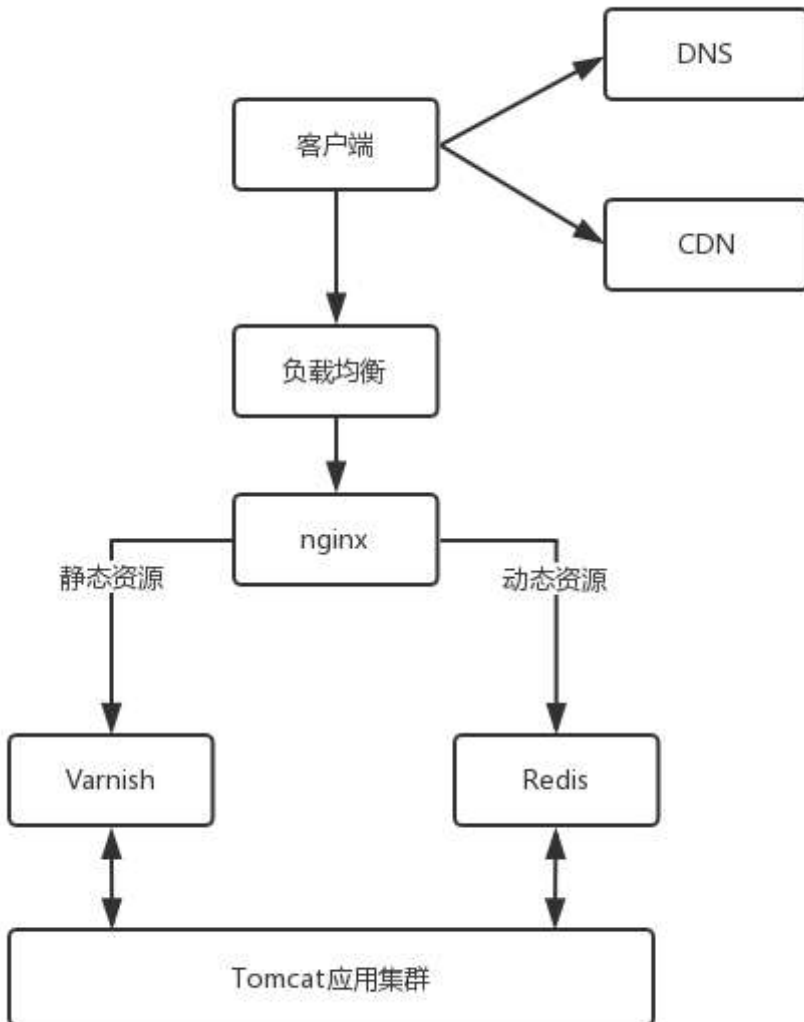 DNS
客户端
CDN
负载均衡
nginx
静态资源
动态资源
Varnish
Redis
Tomcat应用集群